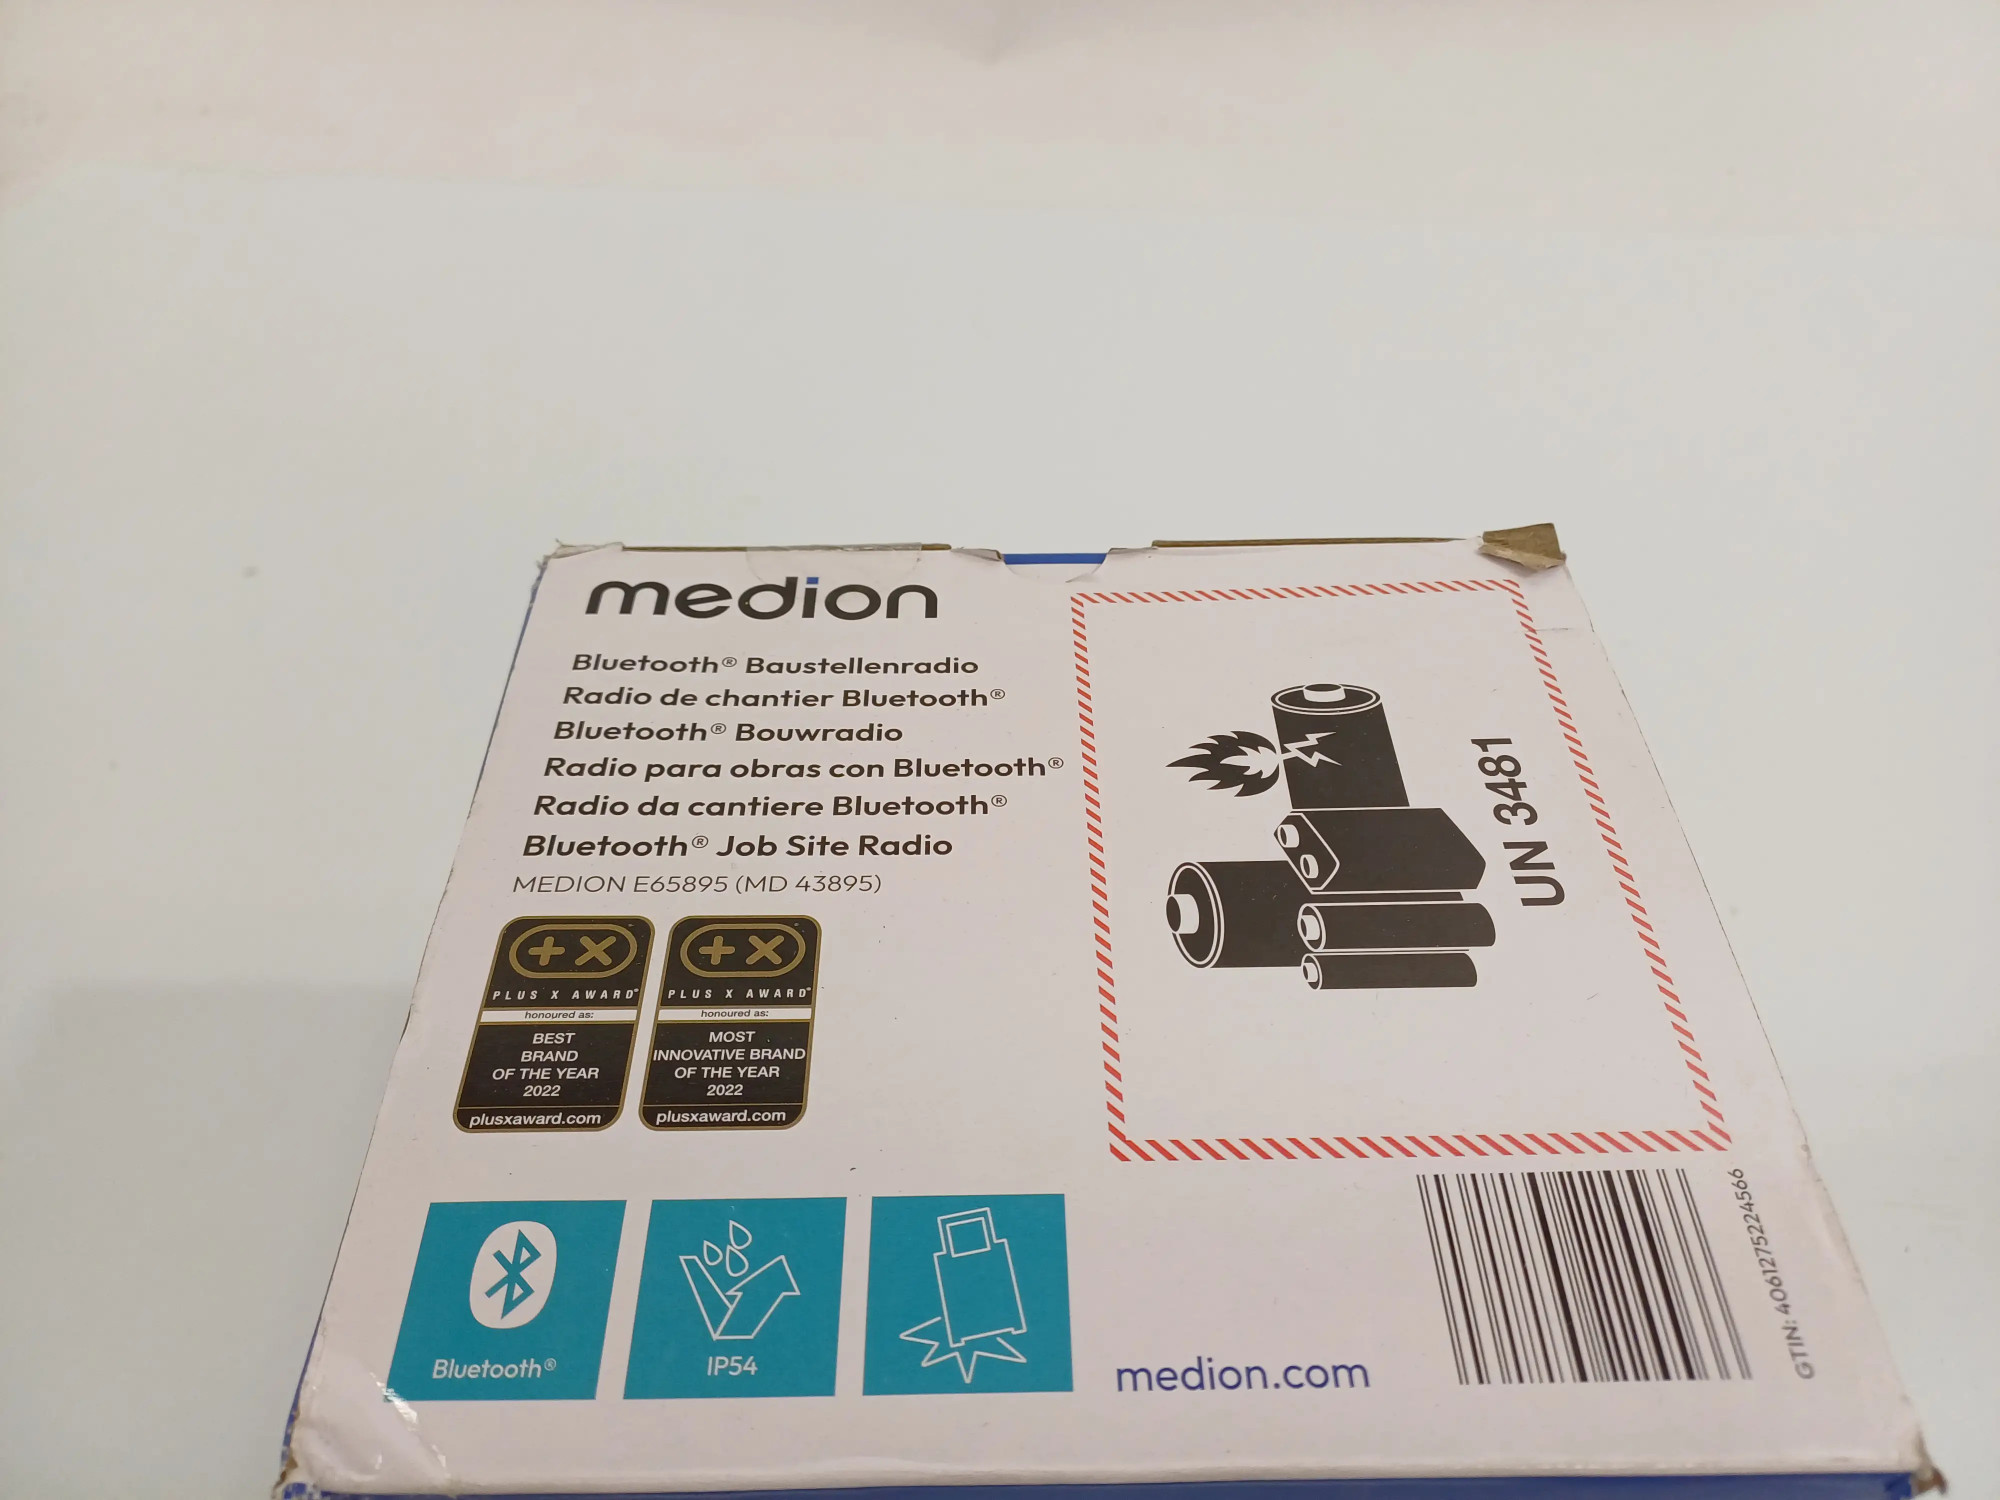 medion
Bluetooth® Baustellenradio
Radio de chantier Bluetooth®
Bluetooth® Bouwradio
Radio para obras con Bluetooth®
Radio da cantiere Bluetooth®
Bluetooth® Job Site Radio
MEDION E65895 (MD 43895)
+X
PLUS X AWARD®
honoured as:
BEST
BRAND
OF THE YEAR
2022
plusxaward.com
+X
PLUS X AWARD®
honoured as:
MOST
INNOVATIVE BRAND
OF THE YEAR
2022
plusxaward.com
UN 3481
Bluetooth®
IP54
medion.com
GTIN: 4061275224566